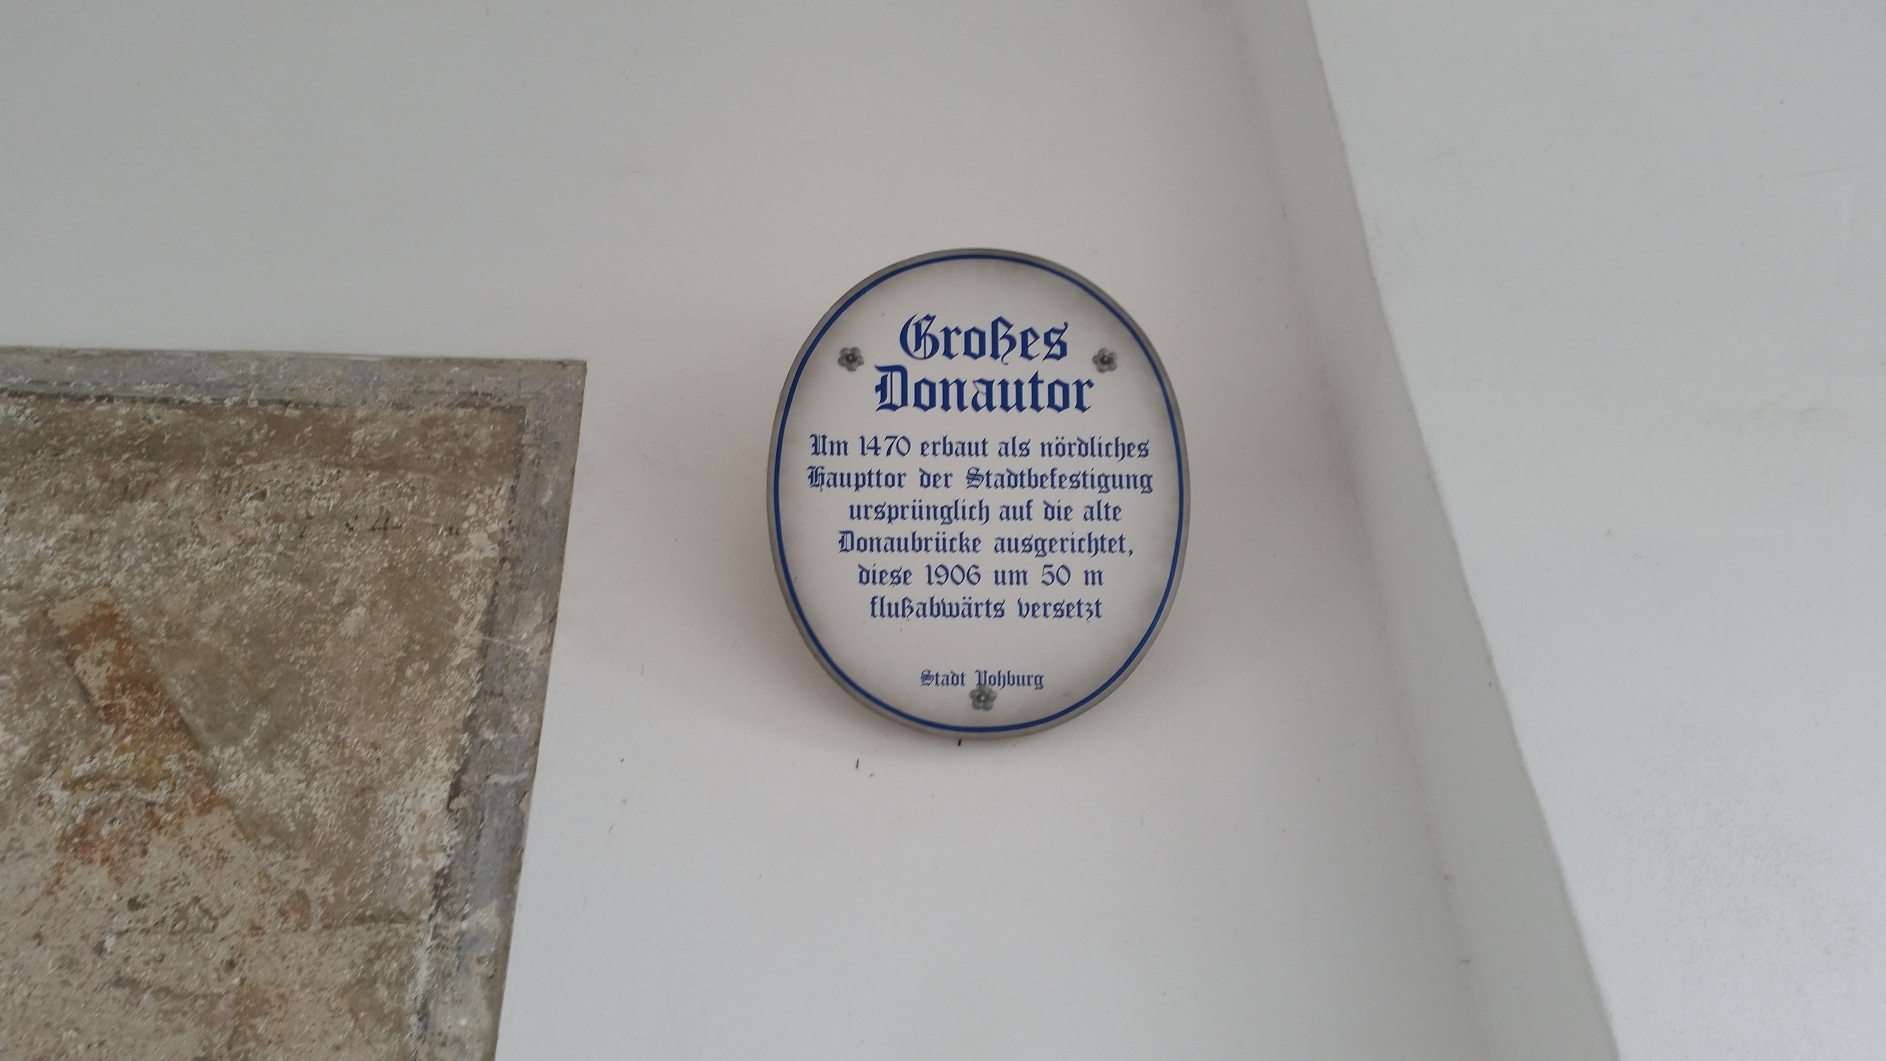 Großes
Donautor
Um 1470 erbaut als nördliches
Haupttor der Stadtbefestigung
ursprünglich auf die alte
Donaubrücke ausgerichtet,
diese 1906 um 50 m
flußabwärts versetzt
Stadt Vohburg